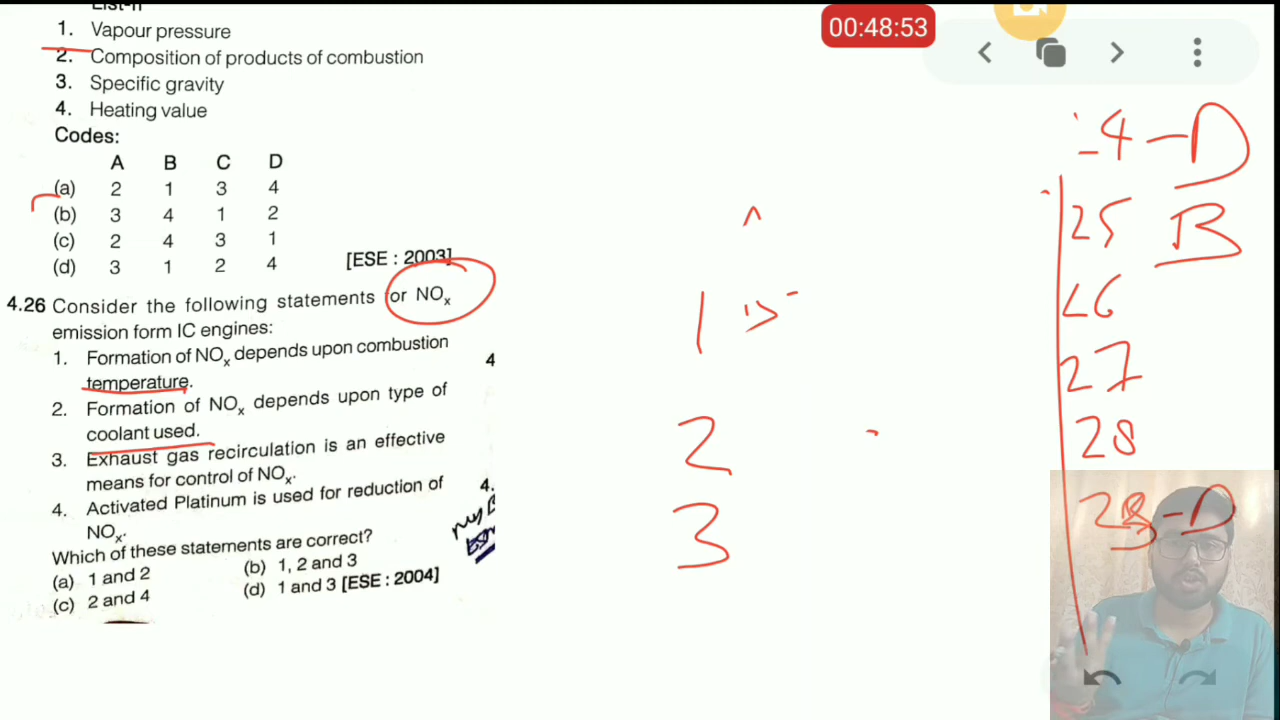 1. Vapour pressure
2. Composition of products of combustion
3. Specific gravity
4. Heating value
Codes:
A B C D
(a) 2 1 3 4
(b) 3 4 1 2
(c) 2 4 3 1
(d) 3 1 2 4 [ESE : 2003]
4.26 Consider the following statements for NOx
emission form IC engines:
1. Formation of NOx depends upon combustion
temperature.
2. Formation of NOx depends upon type of
coolant used.
3. Exhaust gas recirculation is an effective
means for control of NOx.
4. Activated Platinum is used for reduction of
NOx.
Which of these statements are correct?
(a) 1 and 2 (b) 1, 2 and 3
(c) 2 and 4 (d) 1 and 3 [ESE : 2004]
4
4.
1
2
3
00:48:53
24 - D
25 B
26
27
28